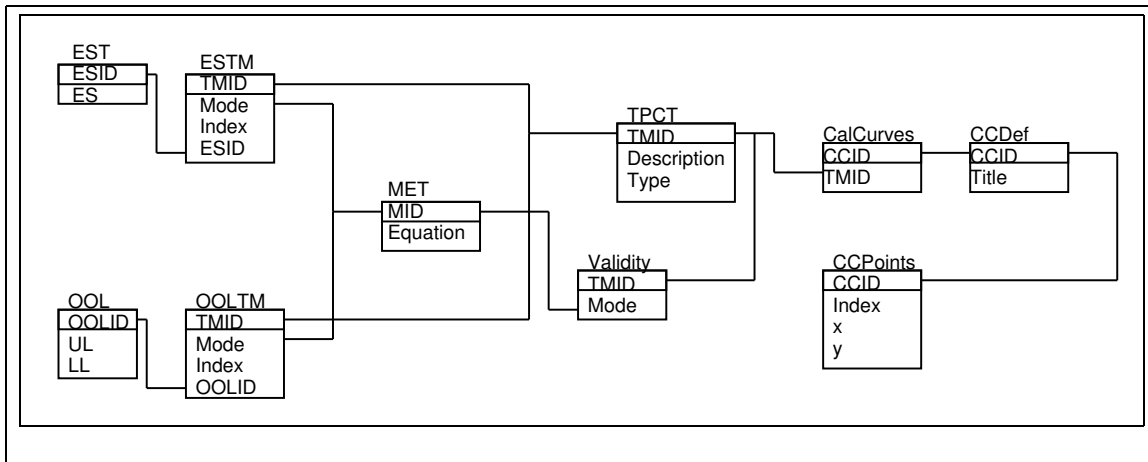 EST
ESID
ES
ESTM
TMID
Mode
Index
ESID
TPCT
TMID
Description
Type
CalCurves
CCID
TMID
CCDef
CCID
Title
MET
MID
Equation
Validity
TMID
Mode
CCPoints
CCID
Index
x
y
OOL
OOLID
UL
LL
OOLTM
TMID
Mode
Index
OOLID